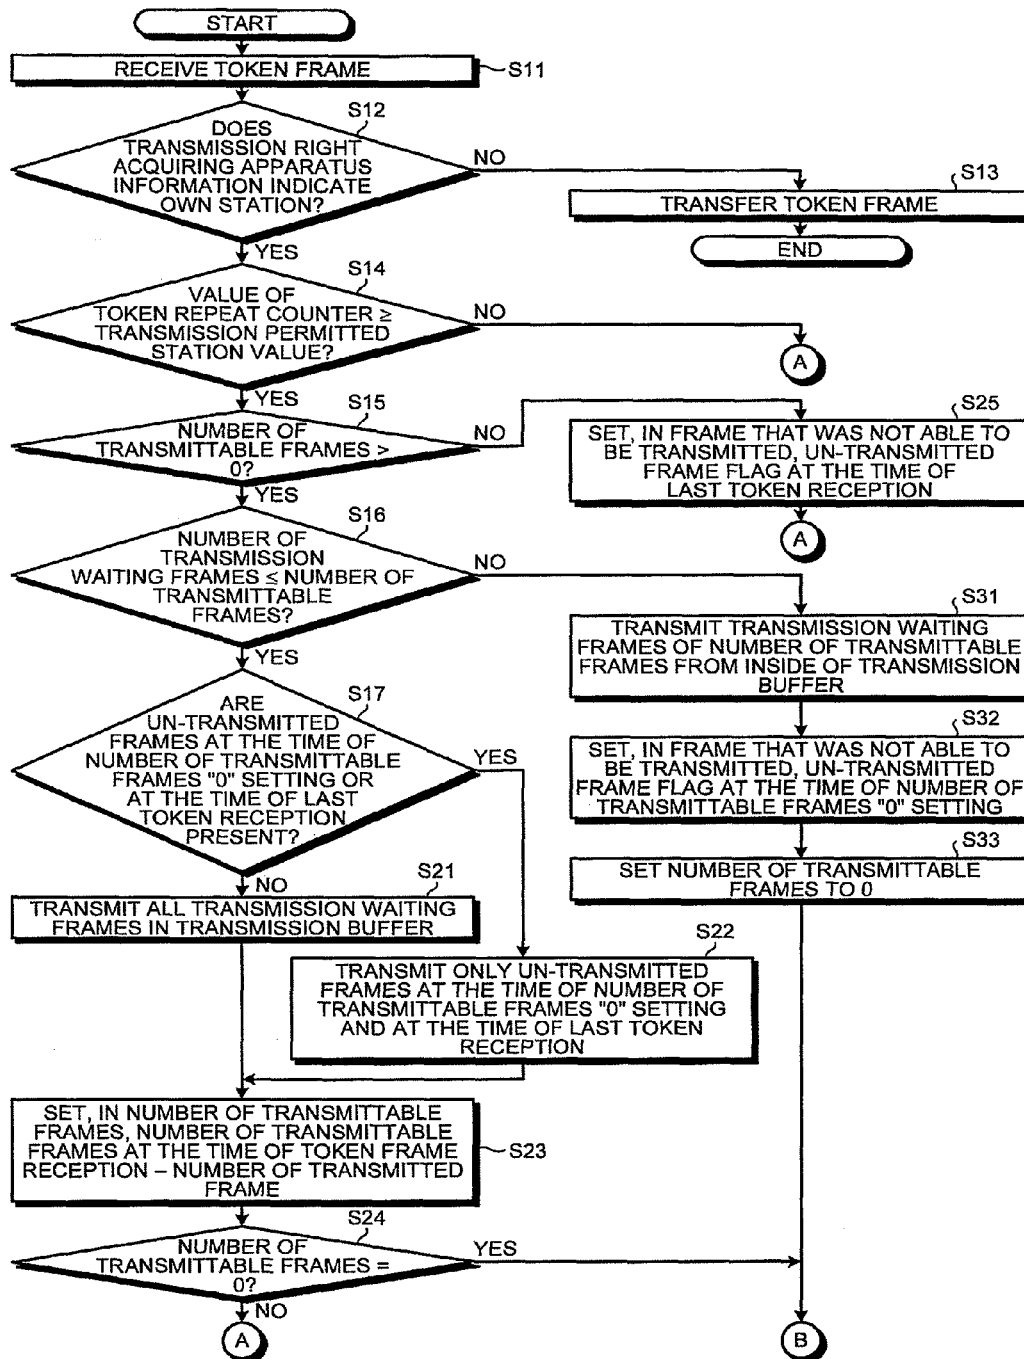 START
RECEIVE TOKEN FRAME
S11
S12
DOES
TRANSMISSION RIGHT
ACQUIRING APPARATUS
INFORMATION INDICATE
OWN STATION?
NO
S13
TRANSFER TOKEN FRAME
END
YES
S14
VALUE OF
TOKEN REPEAT COUNTER ≥
TRANSMISSION PERMITTED
STATION VALUE?
NO
A
YES
S15
NUMBER OF
TRANSMITTABLE FRAMES >
0?
NO
S25
SET, IN FRAME THAT WAS NOT ABLE TO
BE TRANSMITTED, UN-TRANSMITTED
FRAME FLAG AT THE TIME OF
LAST TOKEN RECEPTION
A
YES
S16
NUMBER OF
TRANSMISSION
WAITING FRAMES ≤ NUMBER OF
TRANSMITTABLE
FRAMES?
NO
S31
TRANSMIT TRANSMISSION WAITING
FRAMES OF NUMBER OF TRANSMITTABLE
FRAMES FROM INSIDE OF TRANSMISSION
BUFFER
YES
S17
ARE
UN-TRANSMITTED
FRAMES AT THE TIME OF
NUMBER OF TRANSMITTABLE
FRAMES "0" SETTING OR
AT THE TIME OF LAST
TOKEN RECEPTION
PRESENT?
YES
S32
SET, IN FRAME THAT WAS NOT ABLE TO
BE TRANSMITTED, UN-TRANSMITTED
FRAME FLAG AT THE TIME OF NUMBER OF
TRANSMITTABLE FRAMES "0" SETTING
S33
SET NUMBER OF TRANSMITTABLE
FRAMES TO 0
NO
S21
TRANSMIT ALL TRANSMISSION WAITING
FRAMES IN TRANSMISSION BUFFER
S22
TRANSMIT ONLY UN-TRANSMITTED
FRAMES AT THE TIME OF NUMBER OF
TRANSMITTABLE FRAMES "0" SETTING
AND AT THE TIME OF LAST TOKEN
RECEPTION
SET, IN NUMBER OF TRANSMITTABLE
FRAMES, NUMBER OF TRANSMITTABLE
FRAMES AT THE TIME OF TOKEN FRAME
RECEPTION – NUMBER OF TRANSMITTED
FRAME
S23
S24
NUMBER OF
TRANSMITTABLE FRAMES =
0?
YES
NO
A
B